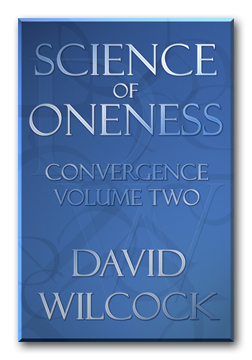 SCIENCE
OF
ONENESS
CONVERGENCE
VOLUME TWO
DAVID
WILCOCK